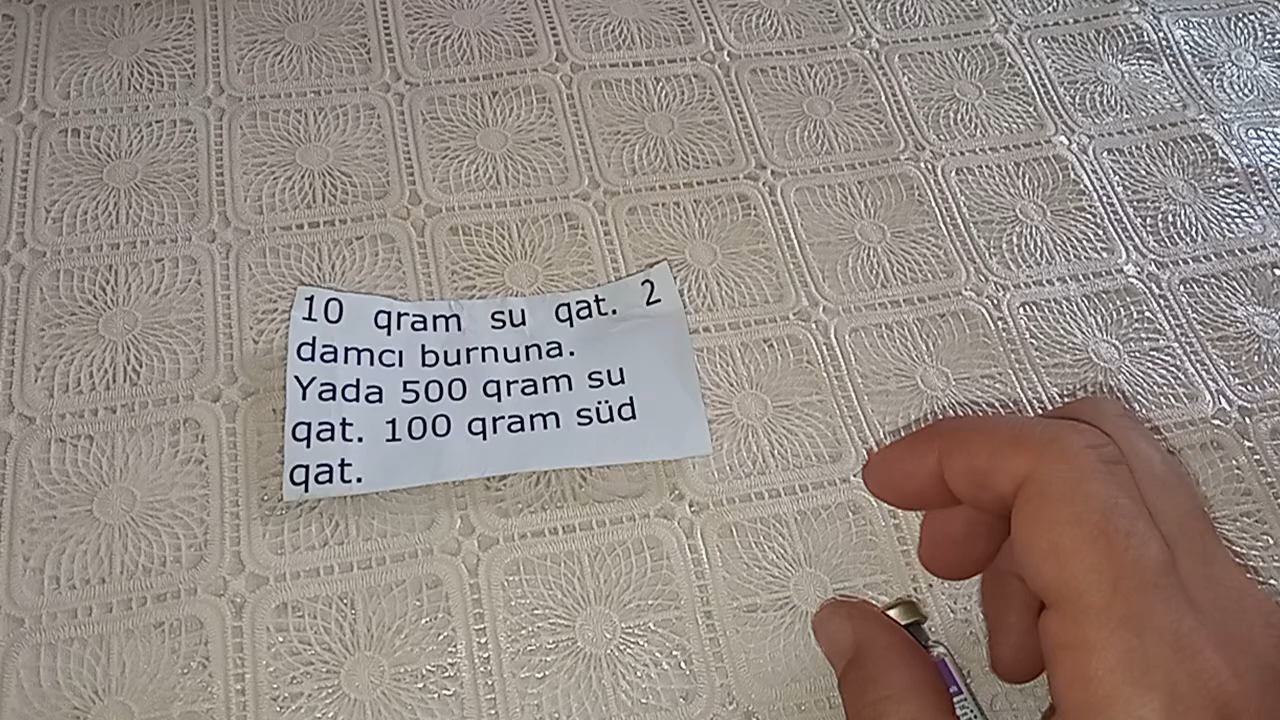 10 qram su qat. 2
damcı burnuna.
Yada 500 qram su
qat. 100 qram süd
qat.